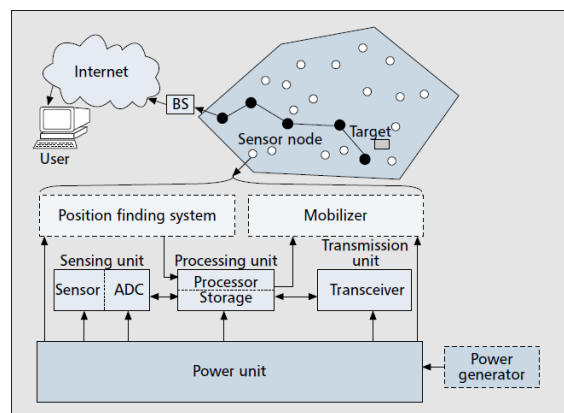 Internet
BS
User
Sensor node
Target
Position finding system
Mobilizer
Sensing unit
Processing unit
Transmission
unit
Sensor
ADC
Processor
Storage
Transceiver
Power unit
Power
generator